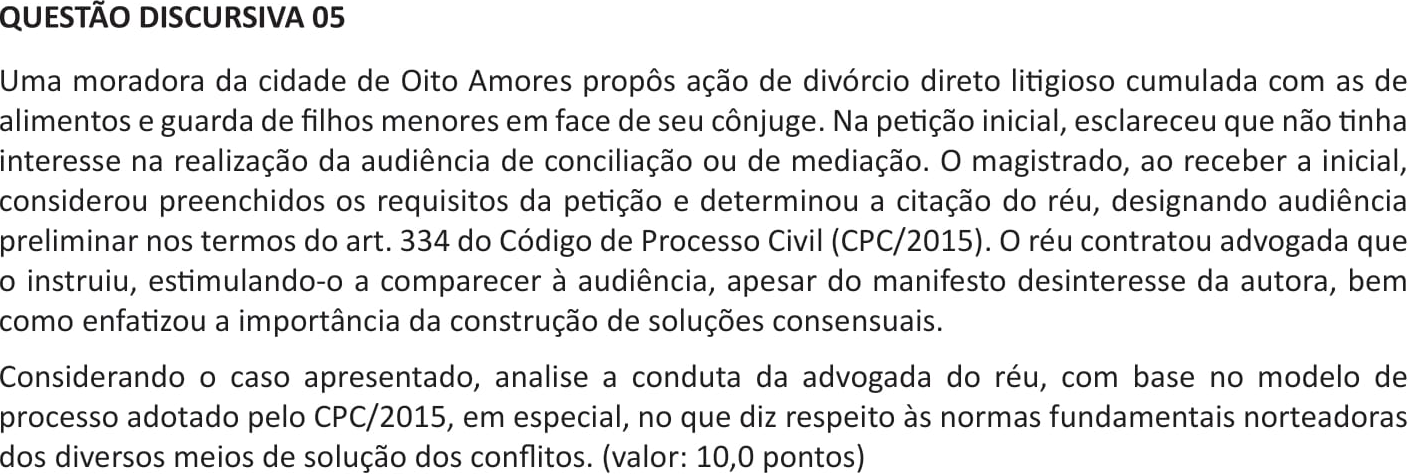 QUESTÃO DISCURSIVA 05
Uma moradora da cidade de Oito Amores propôs ação de divórcio direto litigioso cumulada com as de
alimentos e guarda de filhos menores em face de seu cônjuge. Na petição inicial, esclareceu que não tinha
interesse na realização da audiência de conciliação ou de mediação. O magistrado, ao receber a inicial,
considerou preenchidos os requisitos da petição e determinou a citação do réu, designando audiência
preliminar nos termos do art. 334 do Código de Processo Civil (CPC/2015). O réu contratou advogada que
o instruiu, estimulando-o a comparecer à audiência, apesar do manifesto desinteresse da autora, bem
como enfatizou a importância da construção de soluções consensuais.
Considerando o caso apresentado, analise a conduta da advogada do réu, com base no modelo de
processo adotado pelo CPC/2015, em especial, no que diz respeito às normas fundamentais norteadoras
dos diversos meios de solução dos conflitos. (valor: 10,0 pontos)